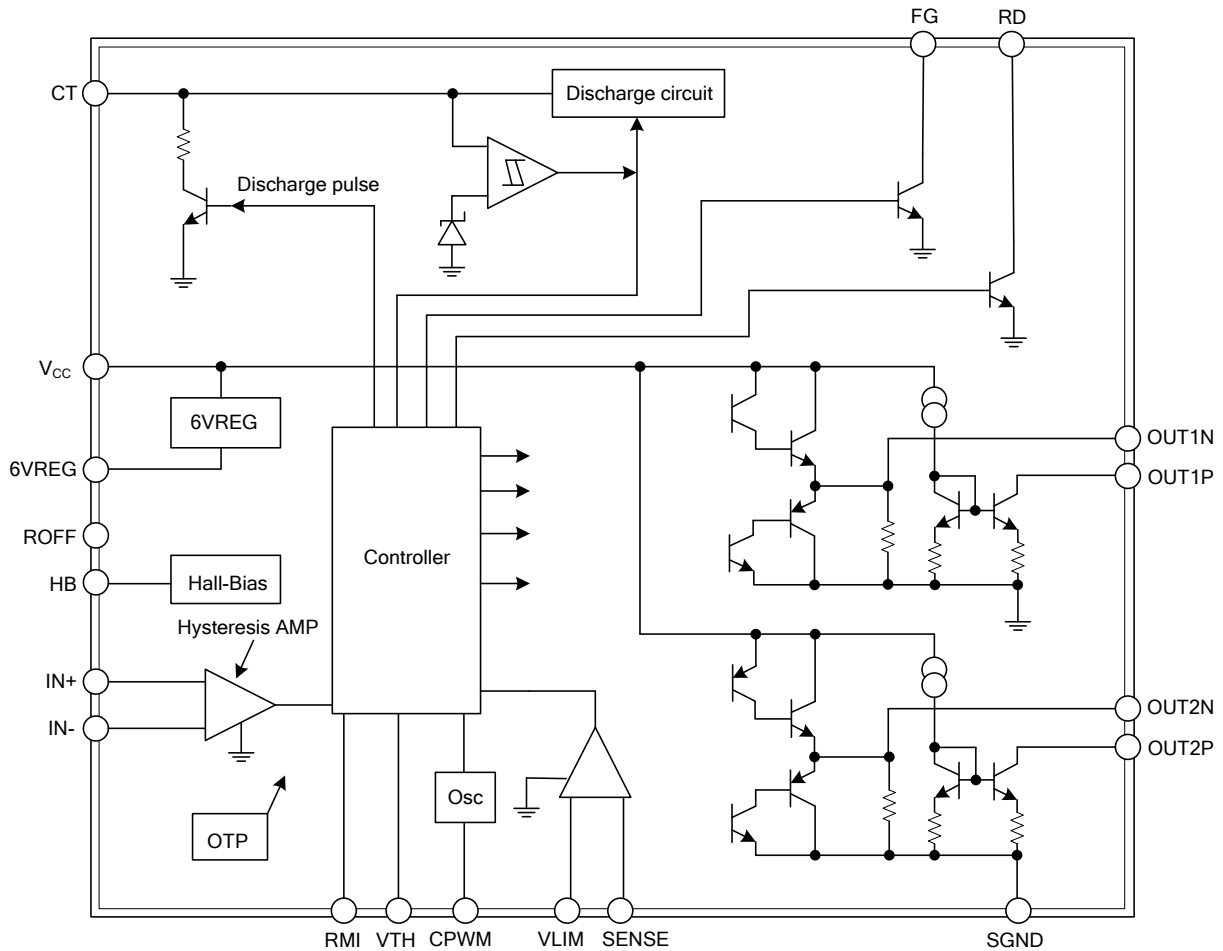 FG RD
CT
Discharge circuit
Discharge pulse
VCC
6VREG
6VREG
OUT1N
OUT1P
ROFF
Controller
HB
Hall-Bias
Hysteresis AMP
IN+
IN-
OUT2N
OUT2P
Osc
OTP
RMI VTH CPWM VLIM SENSE SGND